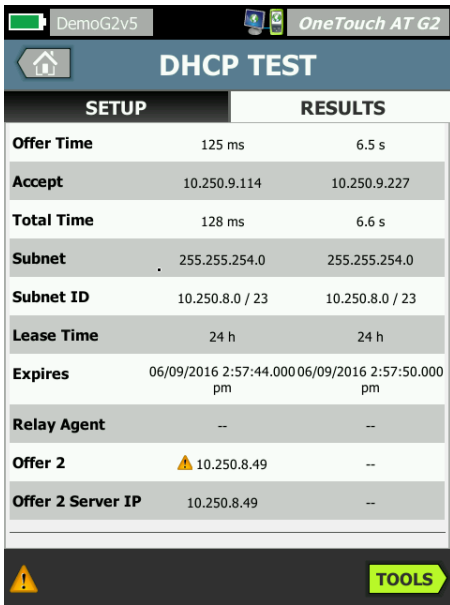 DemoG2v5 OneTouch AT G2
DHCP TEST
SETUP RESULTS
Offer Time 125 ms 6.5 s
Accept 10.250.9.114 10.250.9.227
Total Time 128 ms 6.6 s
Subnet 255.255.254.0 255.255.254.0
Subnet ID 10.250.8.0 / 23 10.250.8.0 / 23
Lease Time 24 h 24 h
Expires 06/09/2016 2:57:44.000 06/09/2016 2:57:50.000
pm pm
Relay Agent -- --
Offer 2 10.250.8.49 --
Offer 2 Server IP 10.250.8.49 --
TOOLS